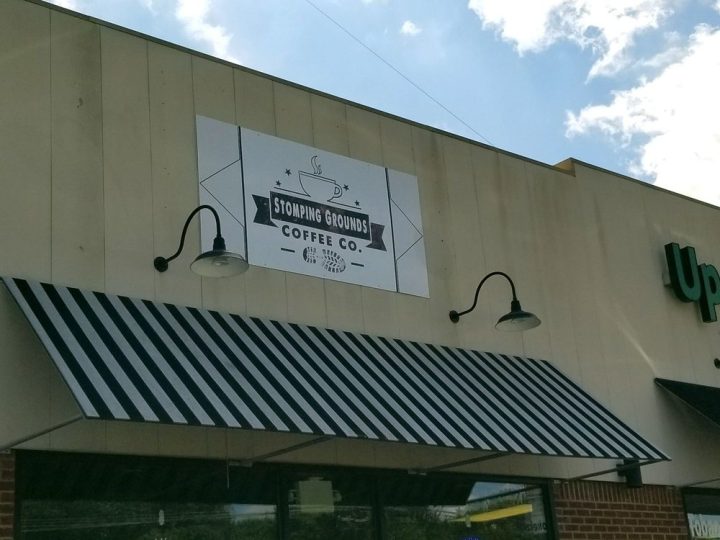 STOMPING GROUNDS
COFFEE CO.
Up